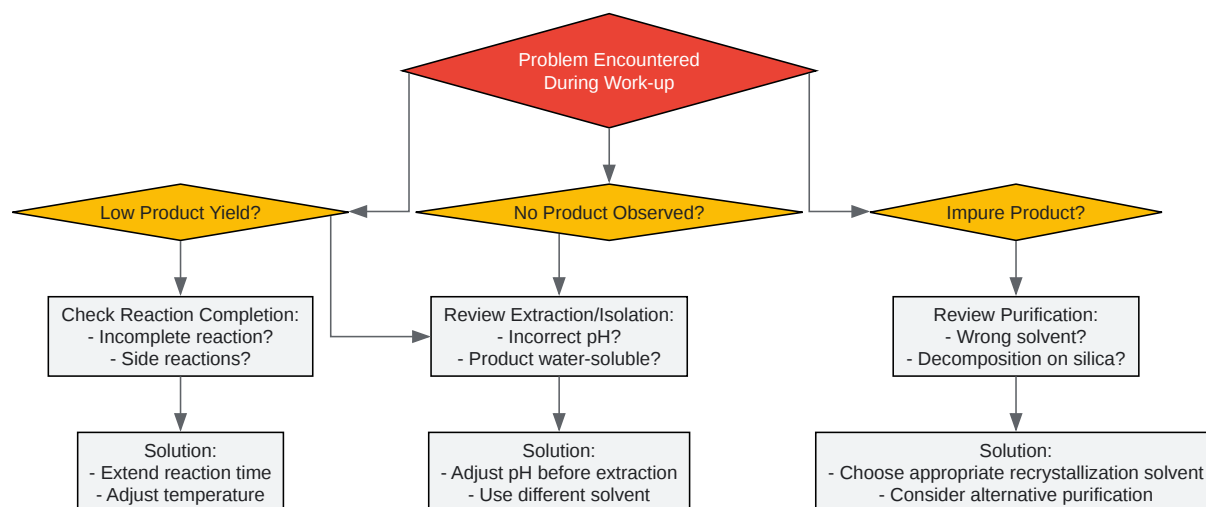 Problem Encountered
During Work-up
Low Product Yield?
No Product Observed?
Impure Product?
Check Reaction Completion:
- Incomplete reaction?
- Side reactions?
Review Extraction/Isolation:
- Incorrect pH?
- Product water-soluble?
Review Purification:
- Wrong solvent?
- Decomposition on silica?
Solution:
- Extend reaction time
- Adjust temperature
Solution:
- Adjust pH before extraction
- Use different solvent
Solution:
- Choose appropriate recrystallization solvent
- Consider alternative purification